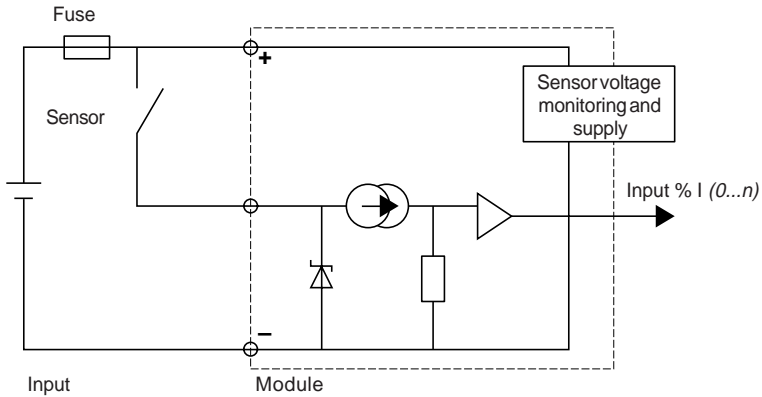 Fuse
+
Sensor voltage
monitoring and
supply
Sensor
Input % I (0...n)
–
Input
Module